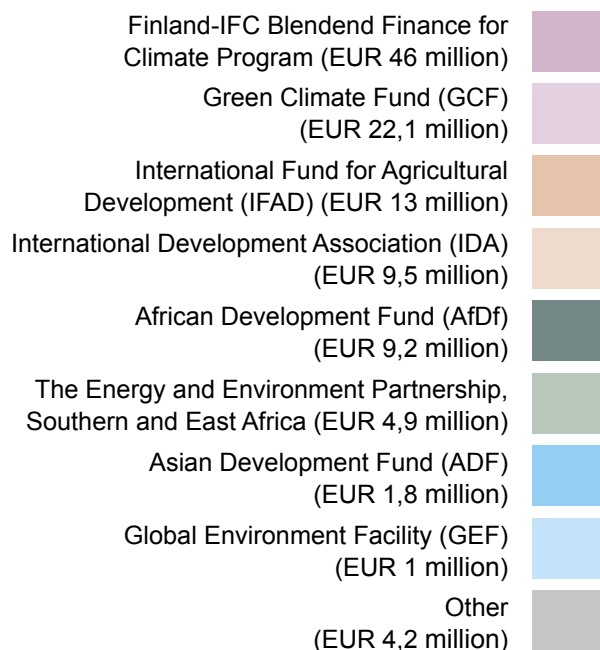 Finland-IFC Blendend Finance for
Climate Program (EUR 46 million)
Green Climate Fund (GCF)
(EUR 22,1 million)
International Fund for Agricultural
Development (IFAD) (EUR 13 million)
International Development Association (IDA)
(EUR 9,5 million)
African Development Fund (AfDf)
(EUR 9,2 million)
The Energy and Environment Partnership,
Southern and East Africa (EUR 4,9 million)
Asian Development Fund (ADF)
(EUR 1,8 million)
Global Environment Facility (GEF)
(EUR 1 million)
Other
(EUR 4,2 million)